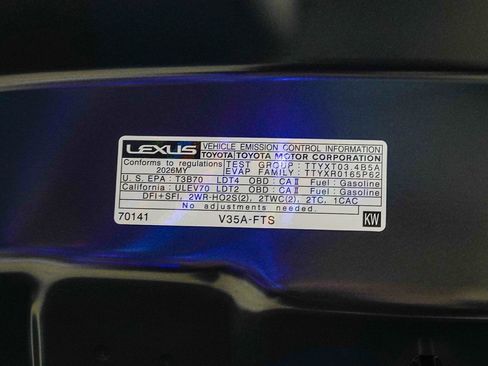 LEXUS VEHICLE EMISSION CONTROL INFORMATION
TOYOTA TOYOTA MOTOR CORPORATION
Conforms to regulations TEST GROUP : TTYXT03.4B5A
2026MY EVAP FAMILY : TTYXR0165P62
U. S. EPA : T3B70 LDT4 OBD : CA II Fuel : Gasoline
California : ULEV70 LDT2 OBD : CA II Fuel : Gasoline
DFI+SFI, 2WR-HO2S(2), 2TWC(2), 2TC, 1CAC
No adjustments needed.
70141 V35A-FTS KW